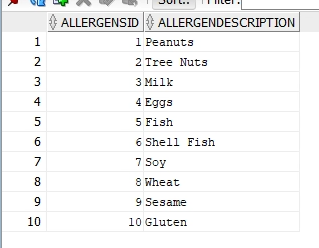 Sort.. Filter:
ALLERGENSID ALLERGENDESCRIPTION
1 1 Peanuts
2 2 Tree Nuts
3 3 Milk
4 4 Eggs
5 5 Fish
6 6 Shell Fish
7 7 Soy
8 8 Wheat
9 9 Sesame
10 10 Gluten